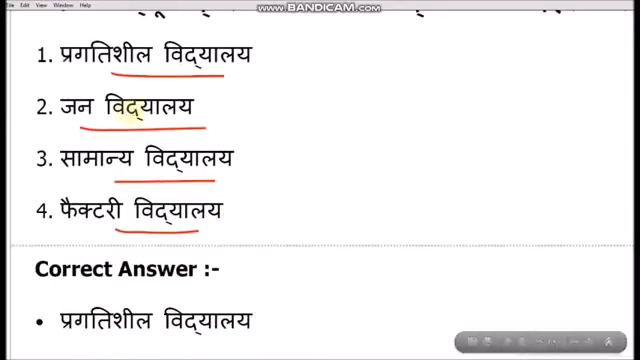 File Edit View Window Help
www.BANDICAM.com
1. प्रगतिशील विद्यालय
2. जन विद्यालय
3. सामान्य विद्यालय
4. फैक्टरी विद्यालय
Correct Answer :-
• प्रगतिशील विद्यालय